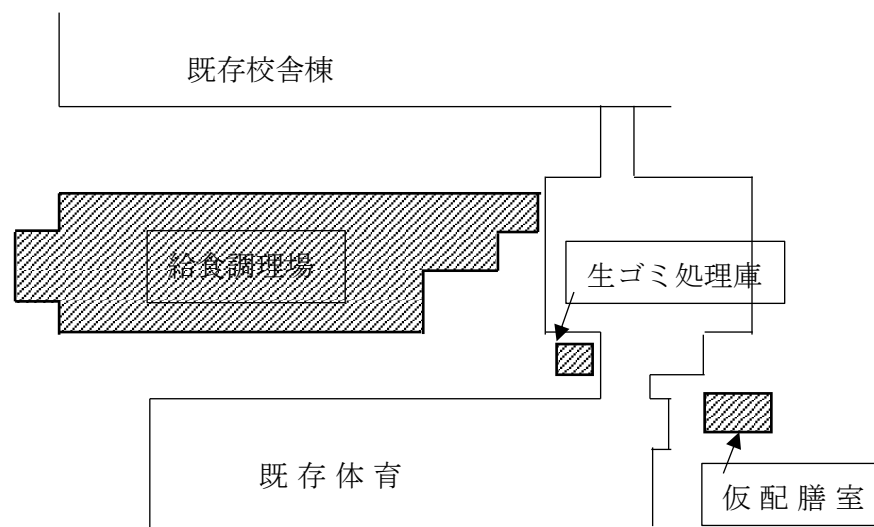 既存校舎棟
給食調理場
生ゴミ処理庫
既 存 体 育
仮 配 膳 室